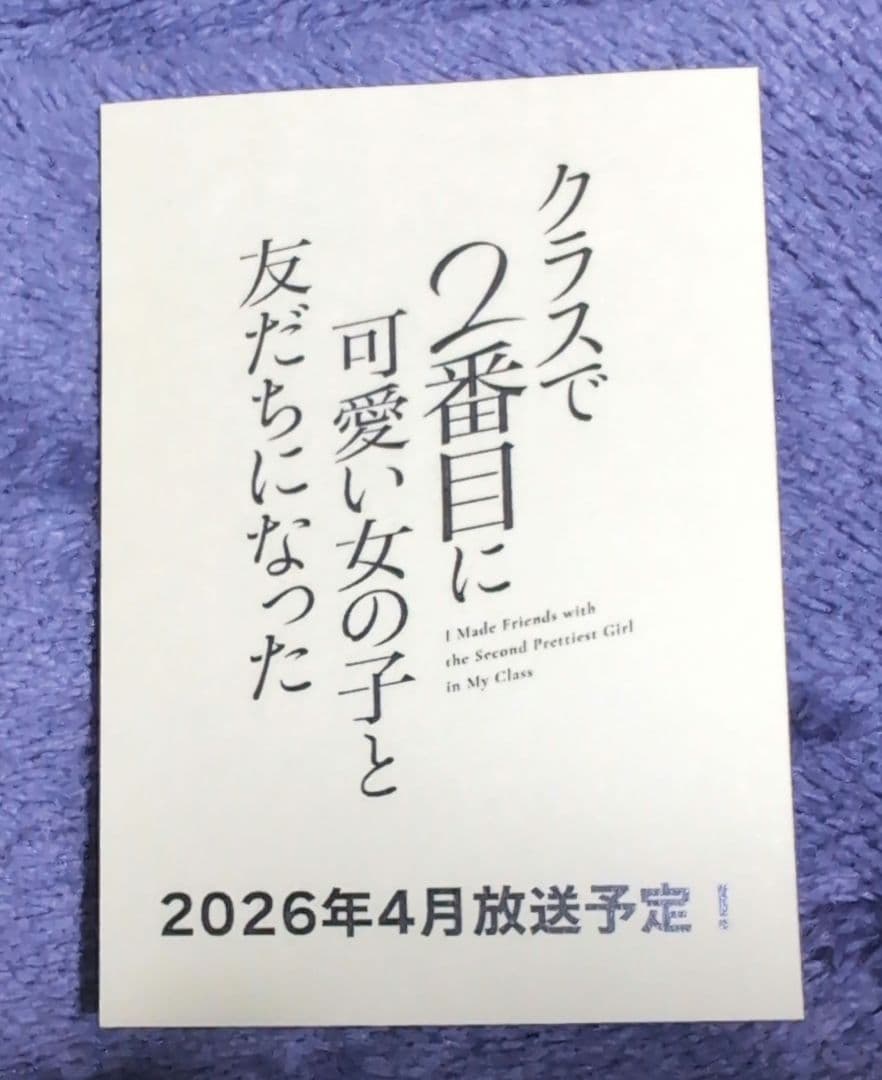 クラスで
2番目に
可愛い女の子と
友だちになった
I Made Friends with
the Second Prettiest Girl
in My Class
2026年4月放送予定！